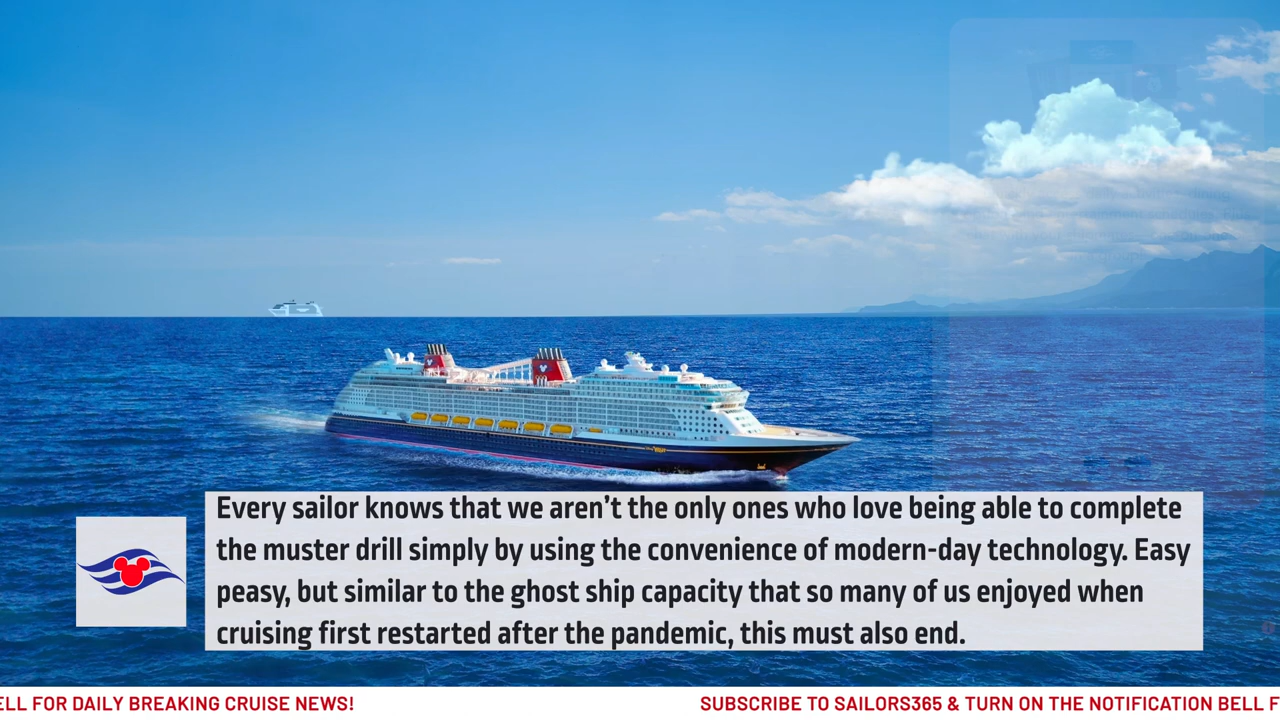 Every sailor knows that we aren’t the only ones who love being able to complete
the muster drill simply by using the convenience of modern-day technology. Easy
peasy, but similar to the ghost ship capacity that so many of us enjoyed when
cruising first restarted after the pandemic, this must also end.
ELL FOR DAILY BREAKING CRUISE NEWS! SUBSCRIBE TO SAILORS365 & TURN ON THE NOTIFICATION BELL F